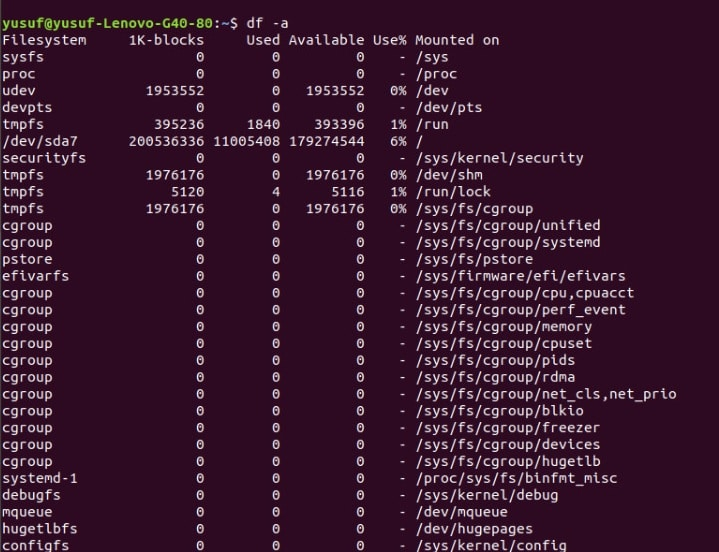 yusuf@yusuf-Lenovo-G40-80:~$ df -a
Filesystem 1K-blocks Used Available Use% Mounted on
sysfs 0 0 0 - /sys
proc 0 0 0 - /proc
udev 1953552 0 1953552 0% /dev
devpts 0 0 0 - /dev/pts
tmpfs 395236 1840 393396 1% /run
/dev/sda7 200536336 11005408 179274544 6% /
securityfs 0 0 0 - /sys/kernel/security
tmpfs 1976176 0 1976176 0% /dev/shm
tmpfs 5120 4 5116 1% /run/lock
tmpfs 1976176 0 1976176 0% /sys/fs/cgroup
cgroup 0 0 0 - /sys/fs/cgroup/unified
cgroup 0 0 0 - /sys/fs/cgroup/systemd
pstore 0 0 0 - /sys/fs/pstore
efivarfs 0 0 0 - /sys/firmware/efi/efivars
cgroup 0 0 0 - /sys/fs/cgroup/cpu,cpuacct
cgroup 0 0 0 - /sys/fs/cgroup/perf_event
cgroup 0 0 0 - /sys/fs/cgroup/memory
cgroup 0 0 0 - /sys/fs/cgroup/cpuset
cgroup 0 0 0 - /sys/fs/cgroup/pids
cgroup 0 0 0 - /sys/fs/cgroup/rdma
cgroup 0 0 0 - /sys/fs/cgroup/net_cls,net_prio
cgroup 0 0 0 - /sys/fs/cgroup/blkio
cgroup 0 0 0 - /sys/fs/cgroup/freezer
cgroup 0 0 0 - /sys/fs/cgroup/devices
cgroup 0 0 0 - /sys/fs/cgroup/hugetlb
systemd-1 0 0 0 - /proc/sys/fs/binfmt_misc
debugfs 0 0 0 - /sys/kernel/debug
mqueue 0 0 0 - /dev/mqueue
hugetlbfs 0 0 0 - /dev/hugepages
configfs 0 0 0 - /sys/kernel/config